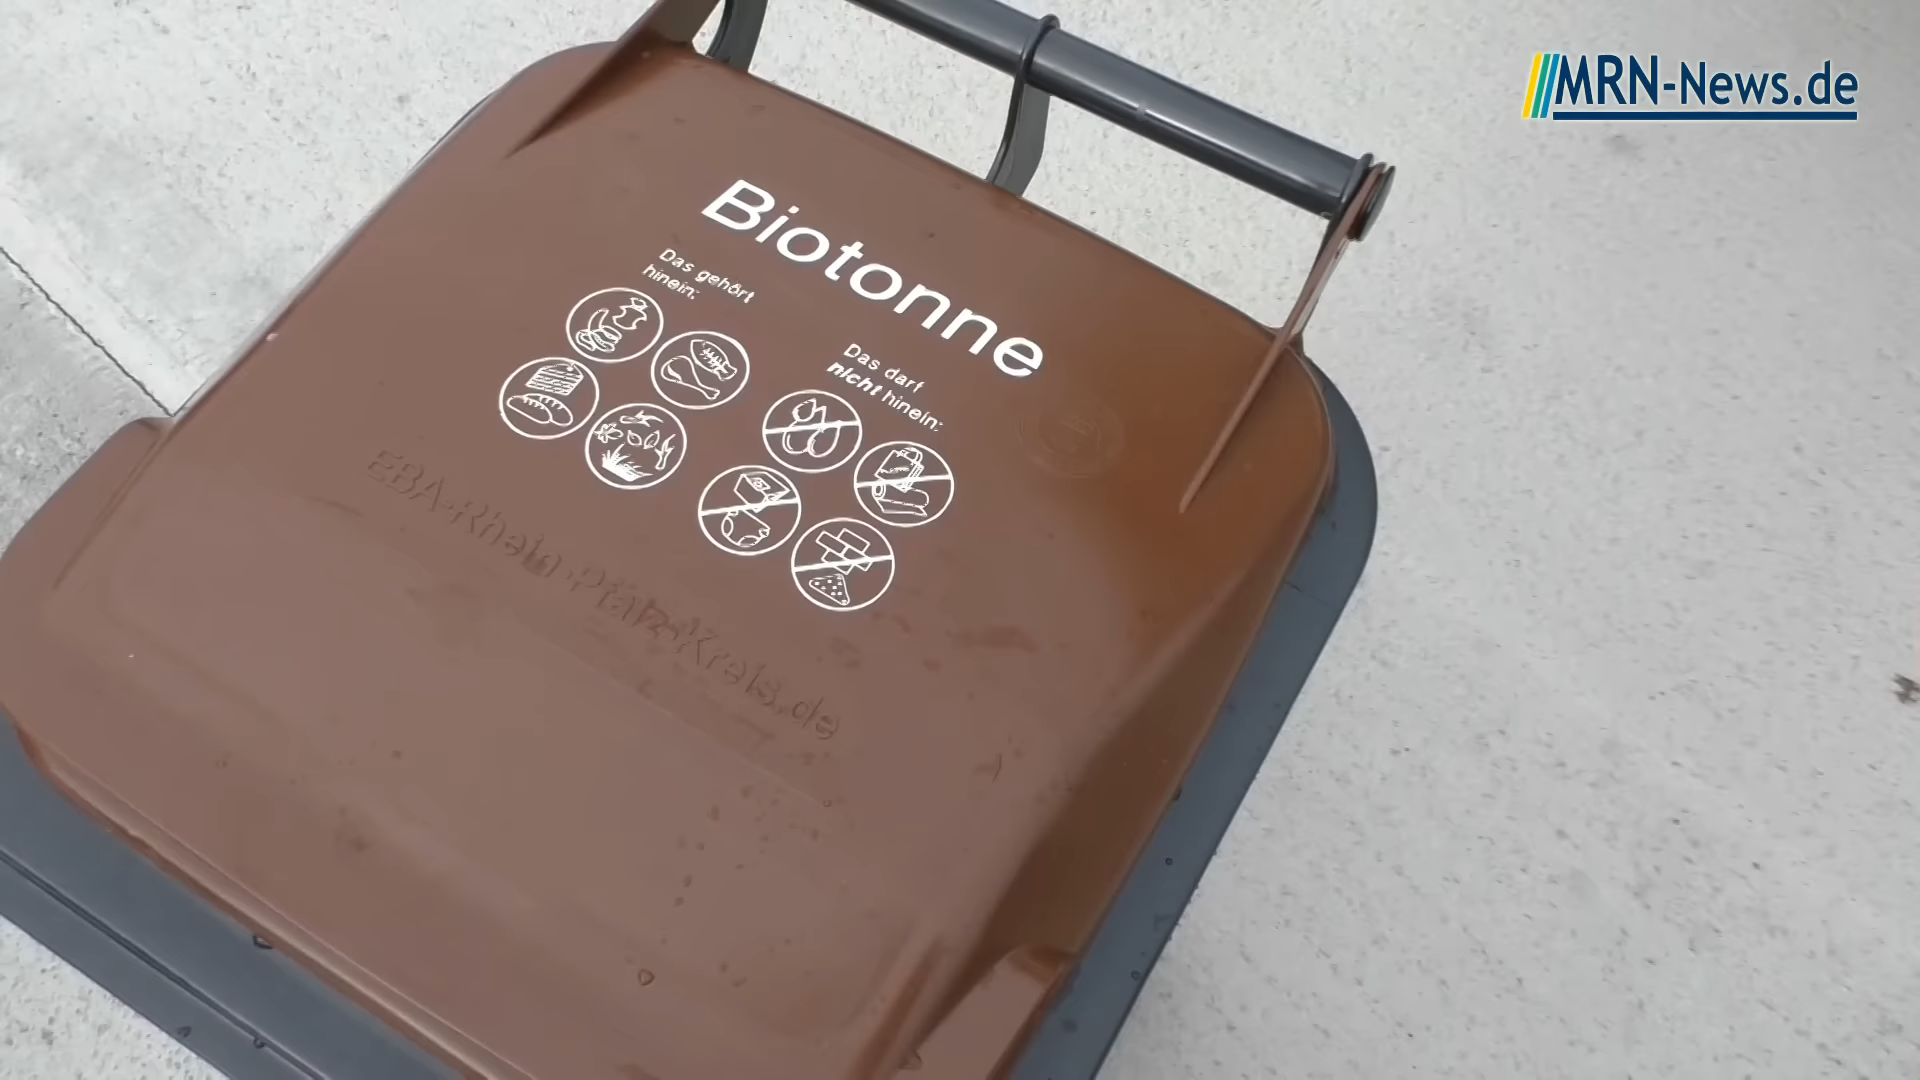 MRN-News.de
Biotonne
Das gehört
hinein:
Das darf
nicht hinein:
EBA-Rhein-Pfalz-Kreis.de